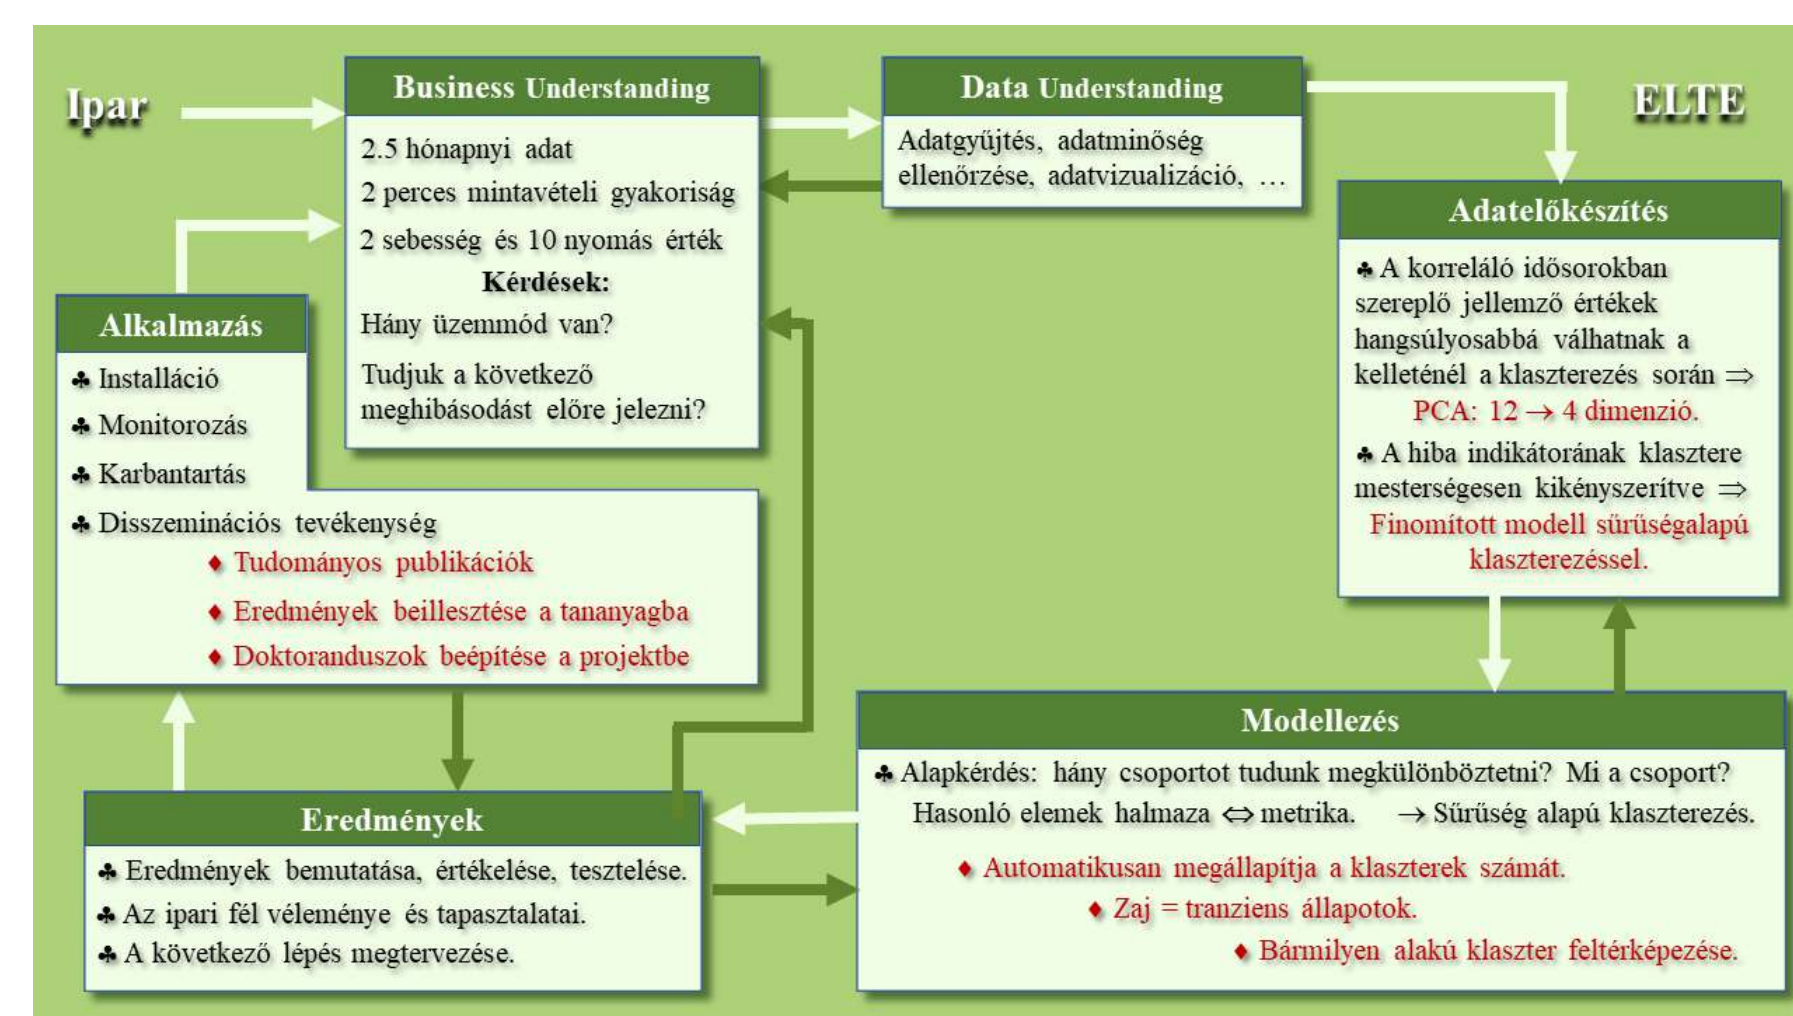 Ipar
Business Understanding
2.5 hónapnyi adat
2 perces mintavételi gyakoriság
2 sebesség és 10 nyomás érték
Kérdések:
Hány üzemmód van?
Tudjuk a következő
meghibásodást előre jelezni?
Data Understanding
Adatgyűjtés, adatminőség
ellenőrzése, adatvizualizáció, …
ELTE
Adatelőkészítés
♣ A korreláló idősorokban
szereplő jellemző értékek
hangsúlyosabbá válhatnak a
kelleténél a klaszterezés során ⇒
PCA: 12 → 4 dimenzió.
♣ A hiba indikátorának klasztere
mesterségesen kikényszerítve ⇒
Finomított modell sűrűségalapú
klaszterezéssel.
Modellezés
♣ Alapkérdés: hány csoportot tudunk megkülönböztetni? Mi a csoport?
Hasonló elemek halmaza ⇔ metrika. → Sűrűség alapú klaszterezés.
♦ Automatikusan megállapítja a klaszterek számát.
♦ Zaj = tranziens állapotok.
♦ Bármilyen alakú klaszter feltérképezése.
Eredmények
♣ Eredmények bemutatása, értékelése, tesztelése.
♣ Az ipari fél véleménye és tapasztalatai.
♣ A következő lépés megtervezése.
Alkalmazás
♣ Installáció
♣ Monitorozás
♣ Karbantartás
♣ Disszeminációs tevékenység
♦ Tudományos publikációk
♦ Eredmények beillesztése a tananyagba
♦ Doktoranduszok beépítése a projektbe